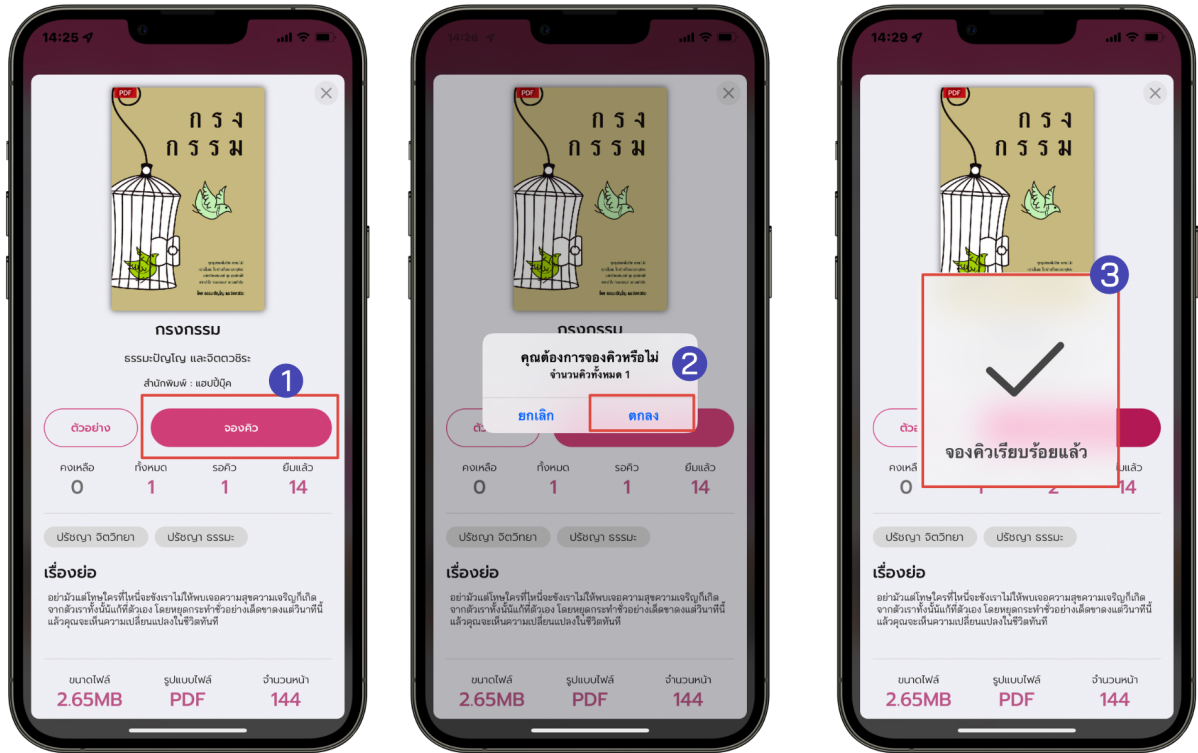 14:25
PDF
กรง
กรรม
กรงกรรม
ธรรมะปัญโญ และจิตตวชิระ
สำนักพิมพ์ : แฮปปี้บุ๊ค
1
ตัวอย่าง
จองคิว
คงเหลือ ทั้งหมด รอคิว ยืมแล้ว
0 1 1 14
ปรัชญา จิตวิทยา ปรัชญา ธรรมะ
เรื่องย่อ
อย่ามัวแต่โทษใครที่ไหนี่จะขังเราไม่ให้พบเจอความสุขความเจริญก็เกิด
จากตัวเราทั้งนั้นแก้ที่ตัวเอง โดยหยุดกระทำชั่วอย่างเด็ดขาดลงแต่วินาทีนี้
แล้วคุณจะเห็นความเปลี่ยนแปลงในชีวิตทันที
ขนาดไฟล์ รูปแบบไฟล์ จำนวนหน้า
2.65MB PDF 144
14:26
PDF
กรง
กรรม
กรงกรรม
คุณต้องการจองคิวหรือไม่
จำนวนคิวทั้งหมด 1
2
ยกเลิก ตกลง
คงเหลือ ทั้งหมด รอคิว ยืมแล้ว
0 1 1 14
ปรัชญา จิตวิทยา ปรัชญา ธรรมะ
เรื่องย่อ
อย่ามัวแต่โทษใครที่ไหนี่จะขังเราไม่ให้พบเจอความสุขความเจริญก็เกิด
จากตัวเราทั้งนั้นแก้ที่ตัวเอง โดยหยุดกระทำชั่วอย่างเด็ดขาดลงแต่วินาทีนี้
แล้วคุณจะเห็นความเปลี่ยนแปลงในชีวิตทันที
ขนาดไฟล์ รูปแบบไฟล์ จำนวนหน้า
2.65MB PDF 144
14:29
PDF
กรง
กรรม
3
จองคิวเรียบร้อยแล้ว
0 1 2 14
ปรัชญา จิตวิทยา ปรัชญา ธรรมะ
เรื่องย่อ
อย่ามัวแต่โทษใครที่ไหนี่จะขังเราไม่ให้พบเจอความสุขความเจริญก็เกิด
จากตัวเราทั้งนั้นแก้ที่ตัวเอง โดยหยุดกระทำชั่วอย่างเด็ดขาดลงแต่วินาทีนี้
แล้วคุณจะเห็นความเปลี่ยนแปลงในชีวิตทันที
ขนาดไฟล์ รูปแบบไฟล์ จำนวนหน้า
2.65MB PDF 144